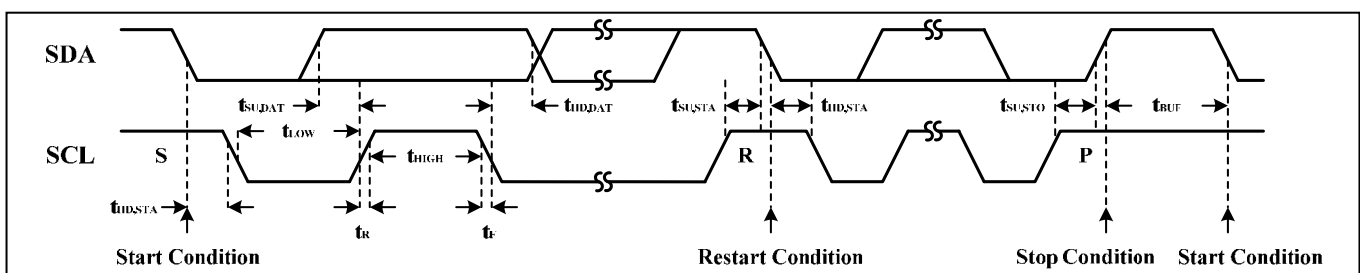 SDA
tSU,DAT tHD,DAT tSU,STA tHD,STA tSU,STO tBUF
tLOW
SCL S tHIGH R P
tHD,STA
tR tF
Start Condition Restart Condition Stop Condition Start Condition